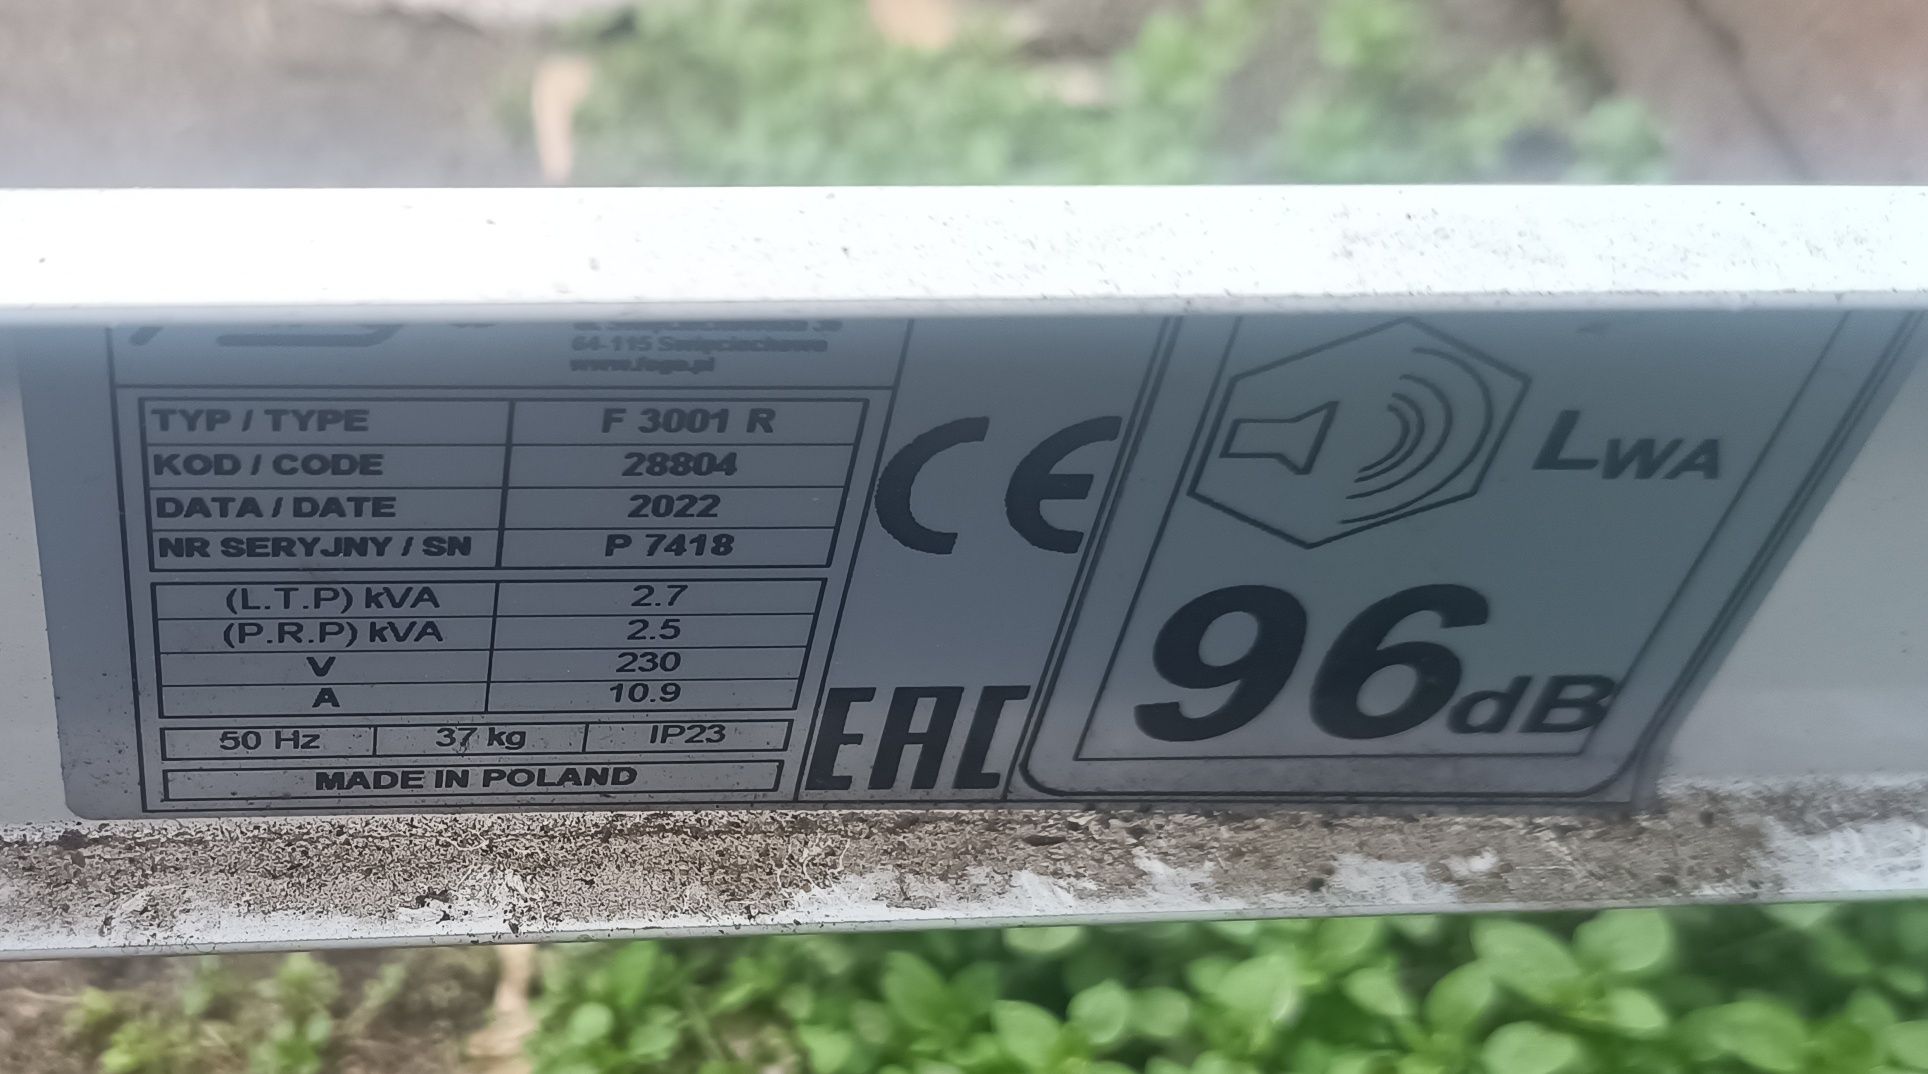 64-115 Święciechowa
www.fogo.pl
TYP / TYPE F 3001 R
KOD / CODE 28804
DATA / DATE 2022
NR SERYJNY / SN P 7418
(L.T.P) kVA 2.7
(P.R.P) kVA 2.5
V 230
A 10.9
50 Hz 37 kg IP23
MADE IN POLAND
CE
EAC
LWA
96dB